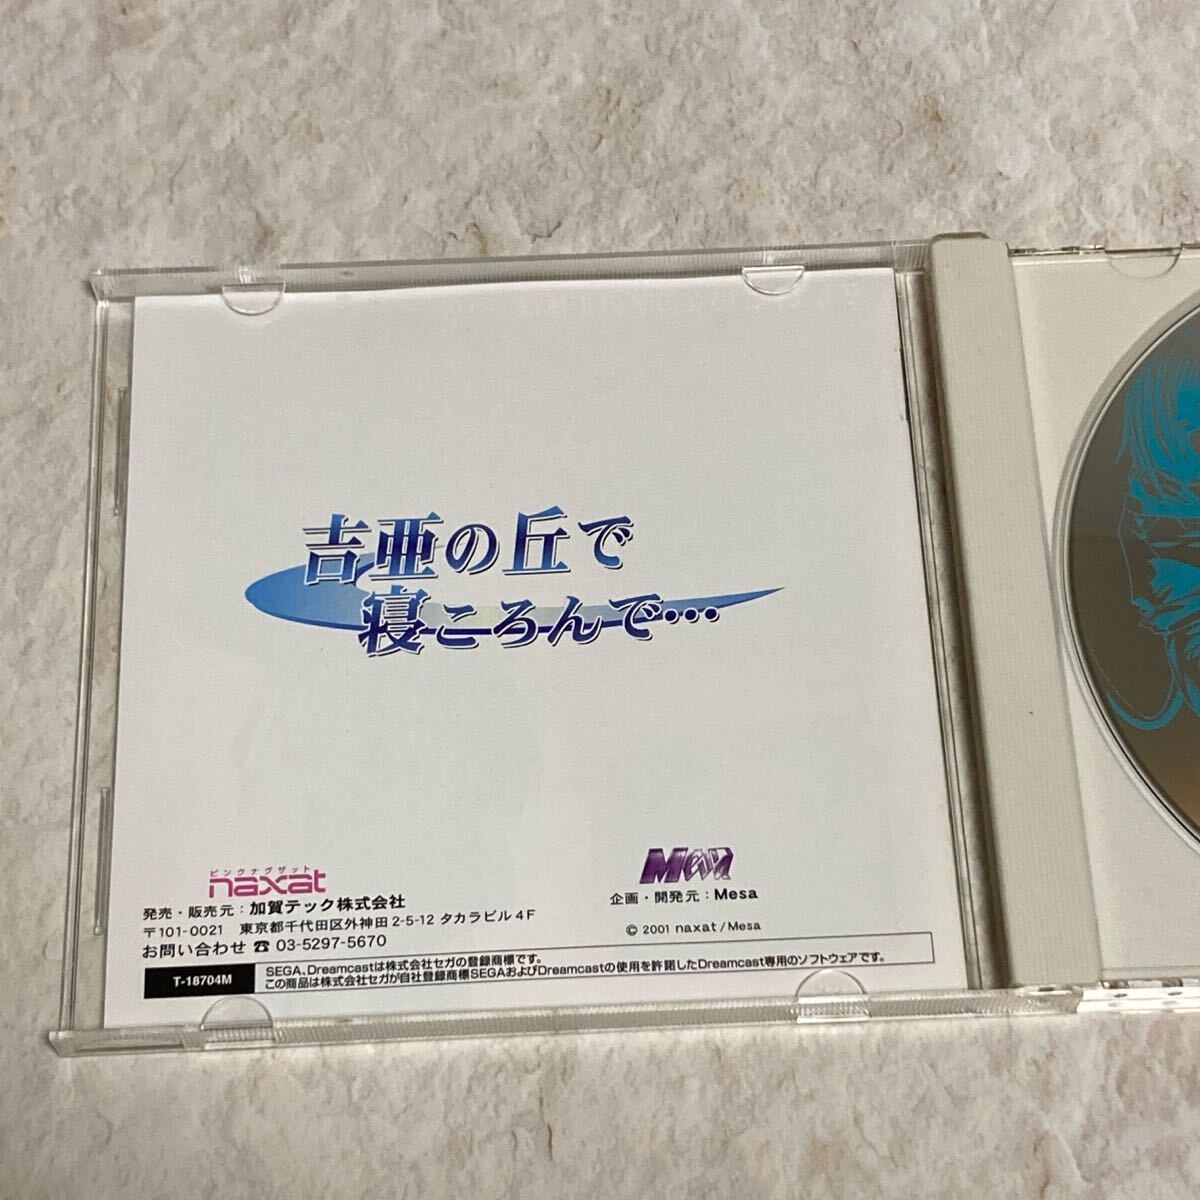 吉亜の丘で
寝ころんで…
ピンクナグザット
naxat
発売・販売元：加賀テック株式会社
〒101-0021 東京都千代田区外神田2-5-12 タカラビル4F
お問い合わせ ☎ 03-5297-5670
Mesa
企画・開発元：Mesa
© 2001 naxat/Mesa
T-18704M
SEGA、Dreamcastは株式会社セガの登録商標です。
この商品は株式会社セガが自社登録商標SEGAおよびDreamcastの使用を許諾したDreamcast専用のソフトウェアです。